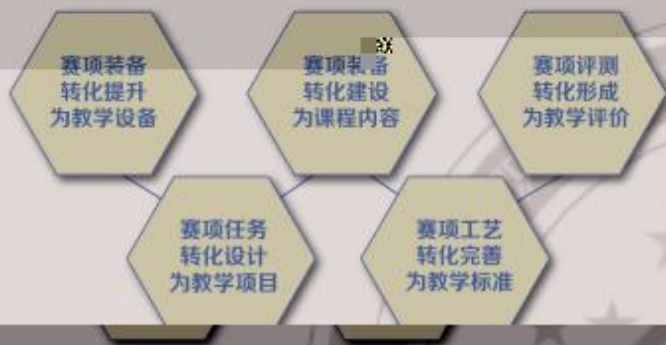 赛项装备
转化提升
为教学设备
赛项装备
转化建设
为课程内容
赛项评测
转化形成
为教学评价
赛项任务
转化设计
为教学项目
赛项工艺
转化完善
为教学标准